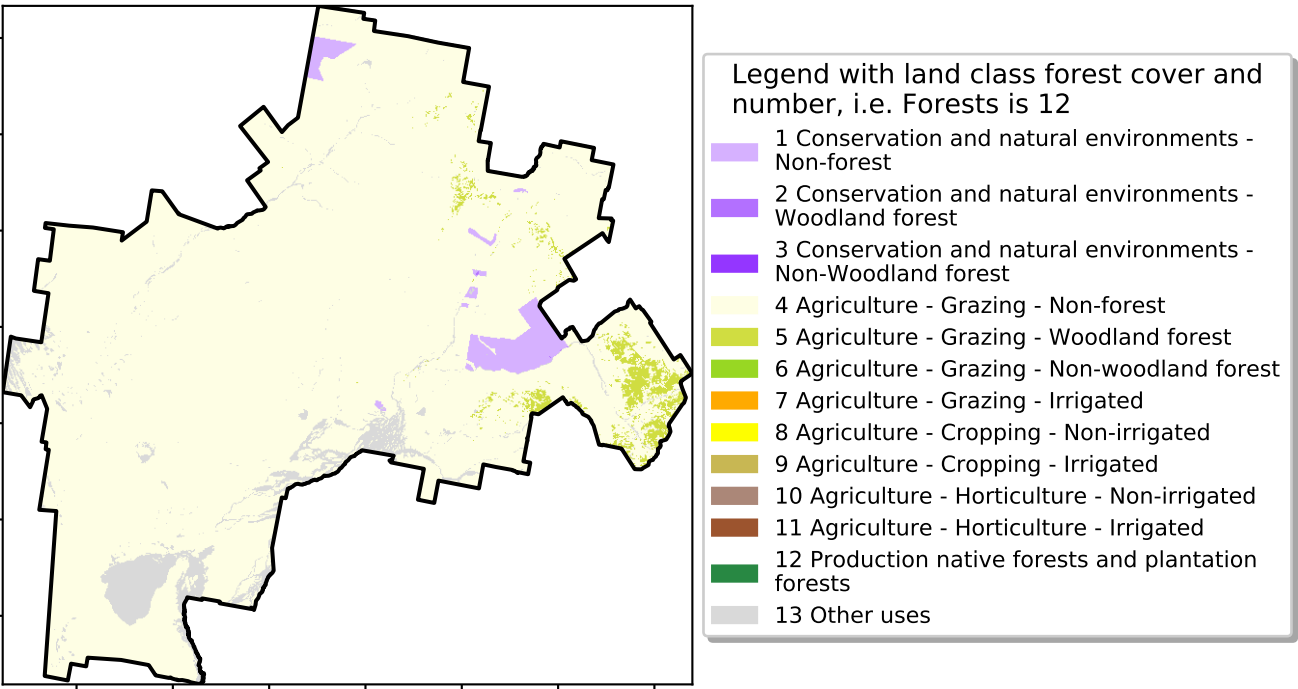 Legend with land class forest cover and
number, i.e. Forests is 12
1 Conservation and natural environments -
Non-forest
2 Conservation and natural environments -
Woodland forest
3 Conservation and natural environments -
Non-Woodland forest
4 Agriculture - Grazing - Non-forest
5 Agriculture - Grazing - Woodland forest
6 Agriculture - Grazing - Non-woodland forest
7 Agriculture - Grazing - Irrigated
8 Agriculture - Cropping - Non-irrigated
9 Agriculture - Cropping - Irrigated
10 Agriculture - Horticulture - Non-irrigated
11 Agriculture - Horticulture - Irrigated
12 Production native forests and plantation
forests
13 Other uses